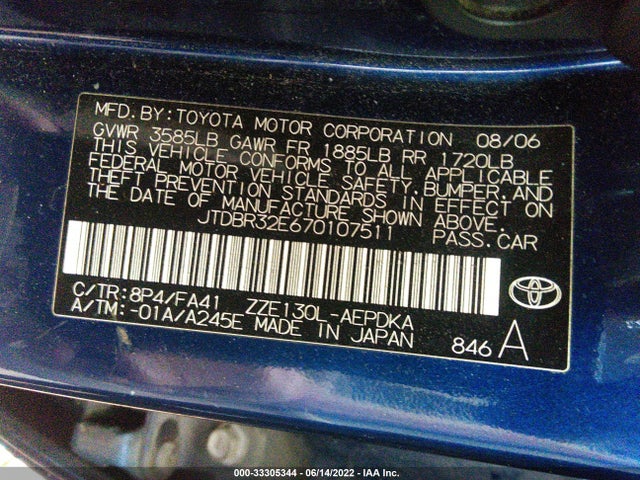 MFD.BY:TOYOTA MOTOR CORPORATION 08/06
GVWR 3585LB GAWR FR 1885LB RR 1720LB
THIS VEHICLE CONFORMS TO ALL APPLICABLE
FEDERAL MOTOR VEHICLE SAFETY,BUMPER,AND
THEFT PREVENTION STANDARDS IN EFFECT ON
THE DATE OF MANUFACTURE SHOWN ABOVE.
JTDBR32E670107511 PASS.CAR
C/TR:8P4/FA41 ZZE130L-AEPDKA
A/TM:-01A/A245E MADE IN JAPAN 846 A
000-33305344 - 06/14/2022 - IAA Inc.